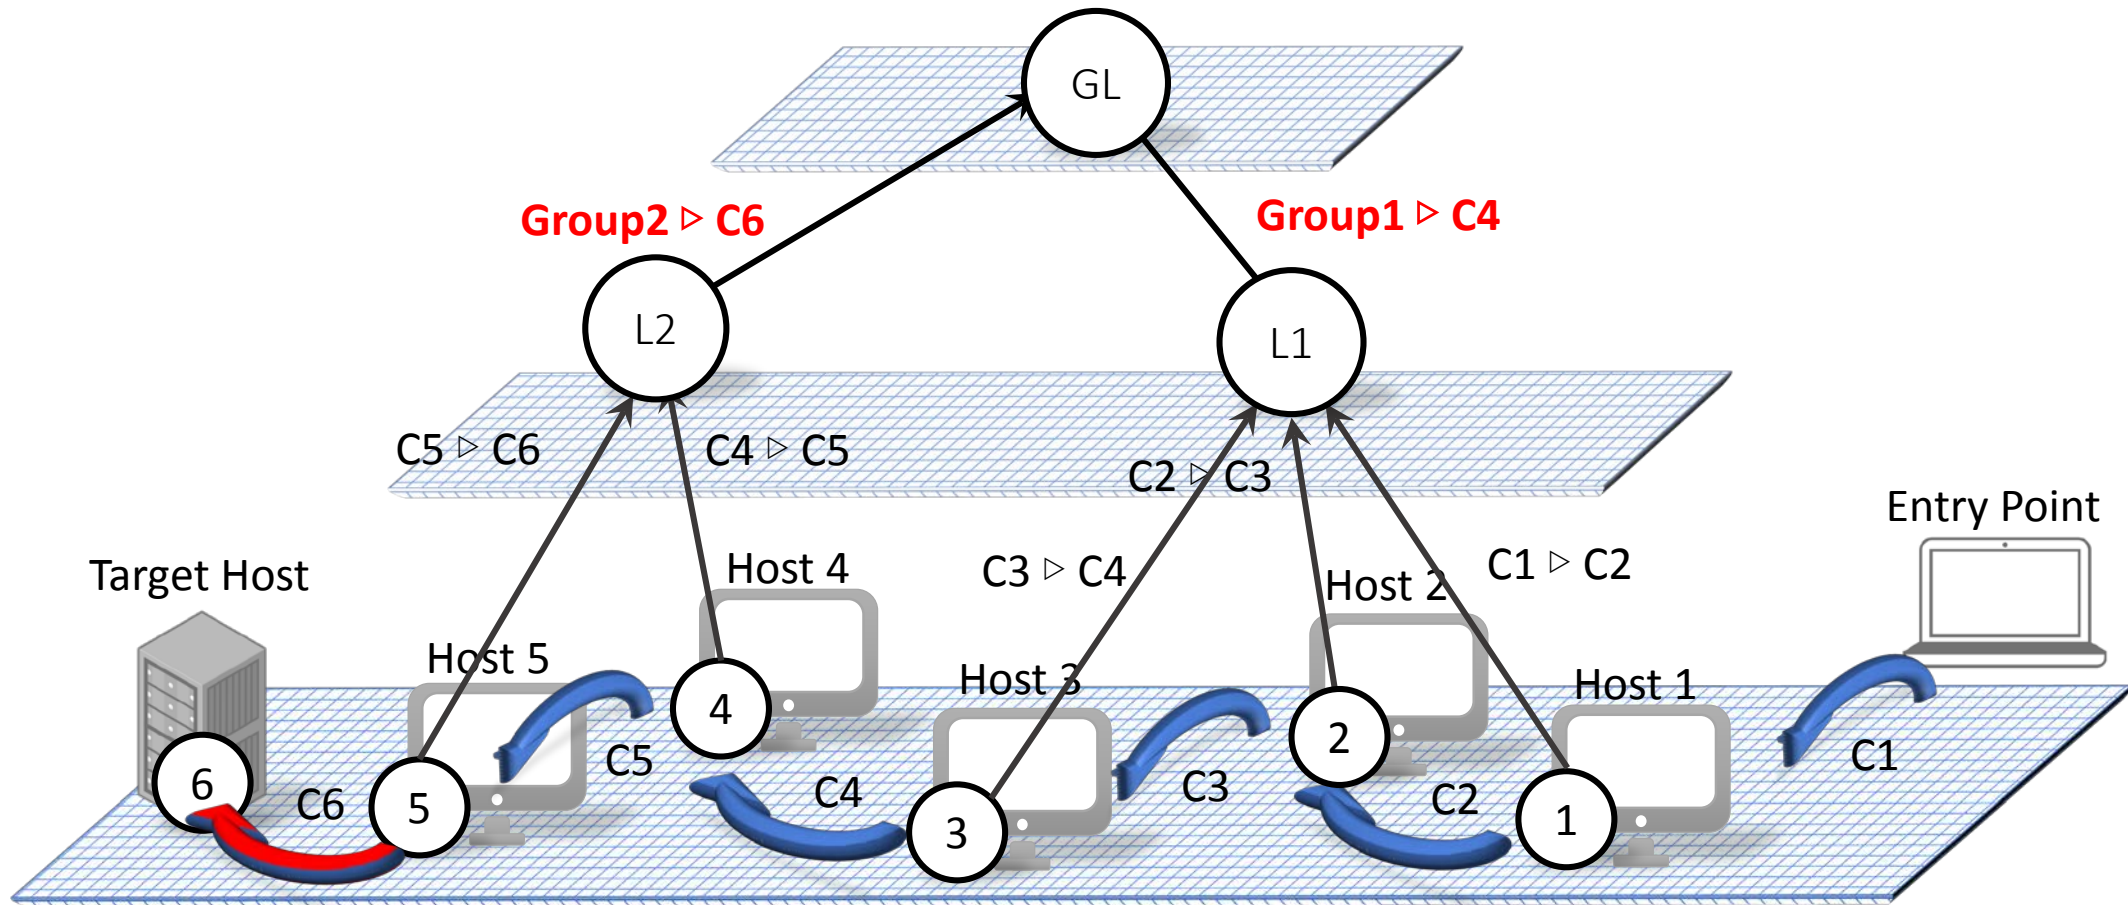 GL
Group2 ▷ C6
Group1 ▷ C4
L2
L1
C5 ▷ C6
C4 ▷ C5
C2 ▷ C3
Entry Point
C3 ▷ C4
C1 ▷ C2
Target Host
Host 4
Host 2
Host 5
Host 3
Host 1
4
2
C5
C1
6
C6
5
C4
C3
C2
3
1